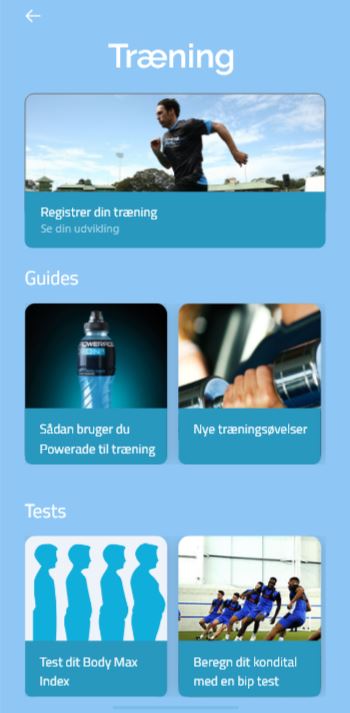 Træning
Registrer din træning
Se din udvikling
Guides
POWERADE
Sådan bruger du
Powerade til træning
Nye træningsøvelser
Tests
Test dit Body Max
Index
Beregn dit kondital
med en bip test